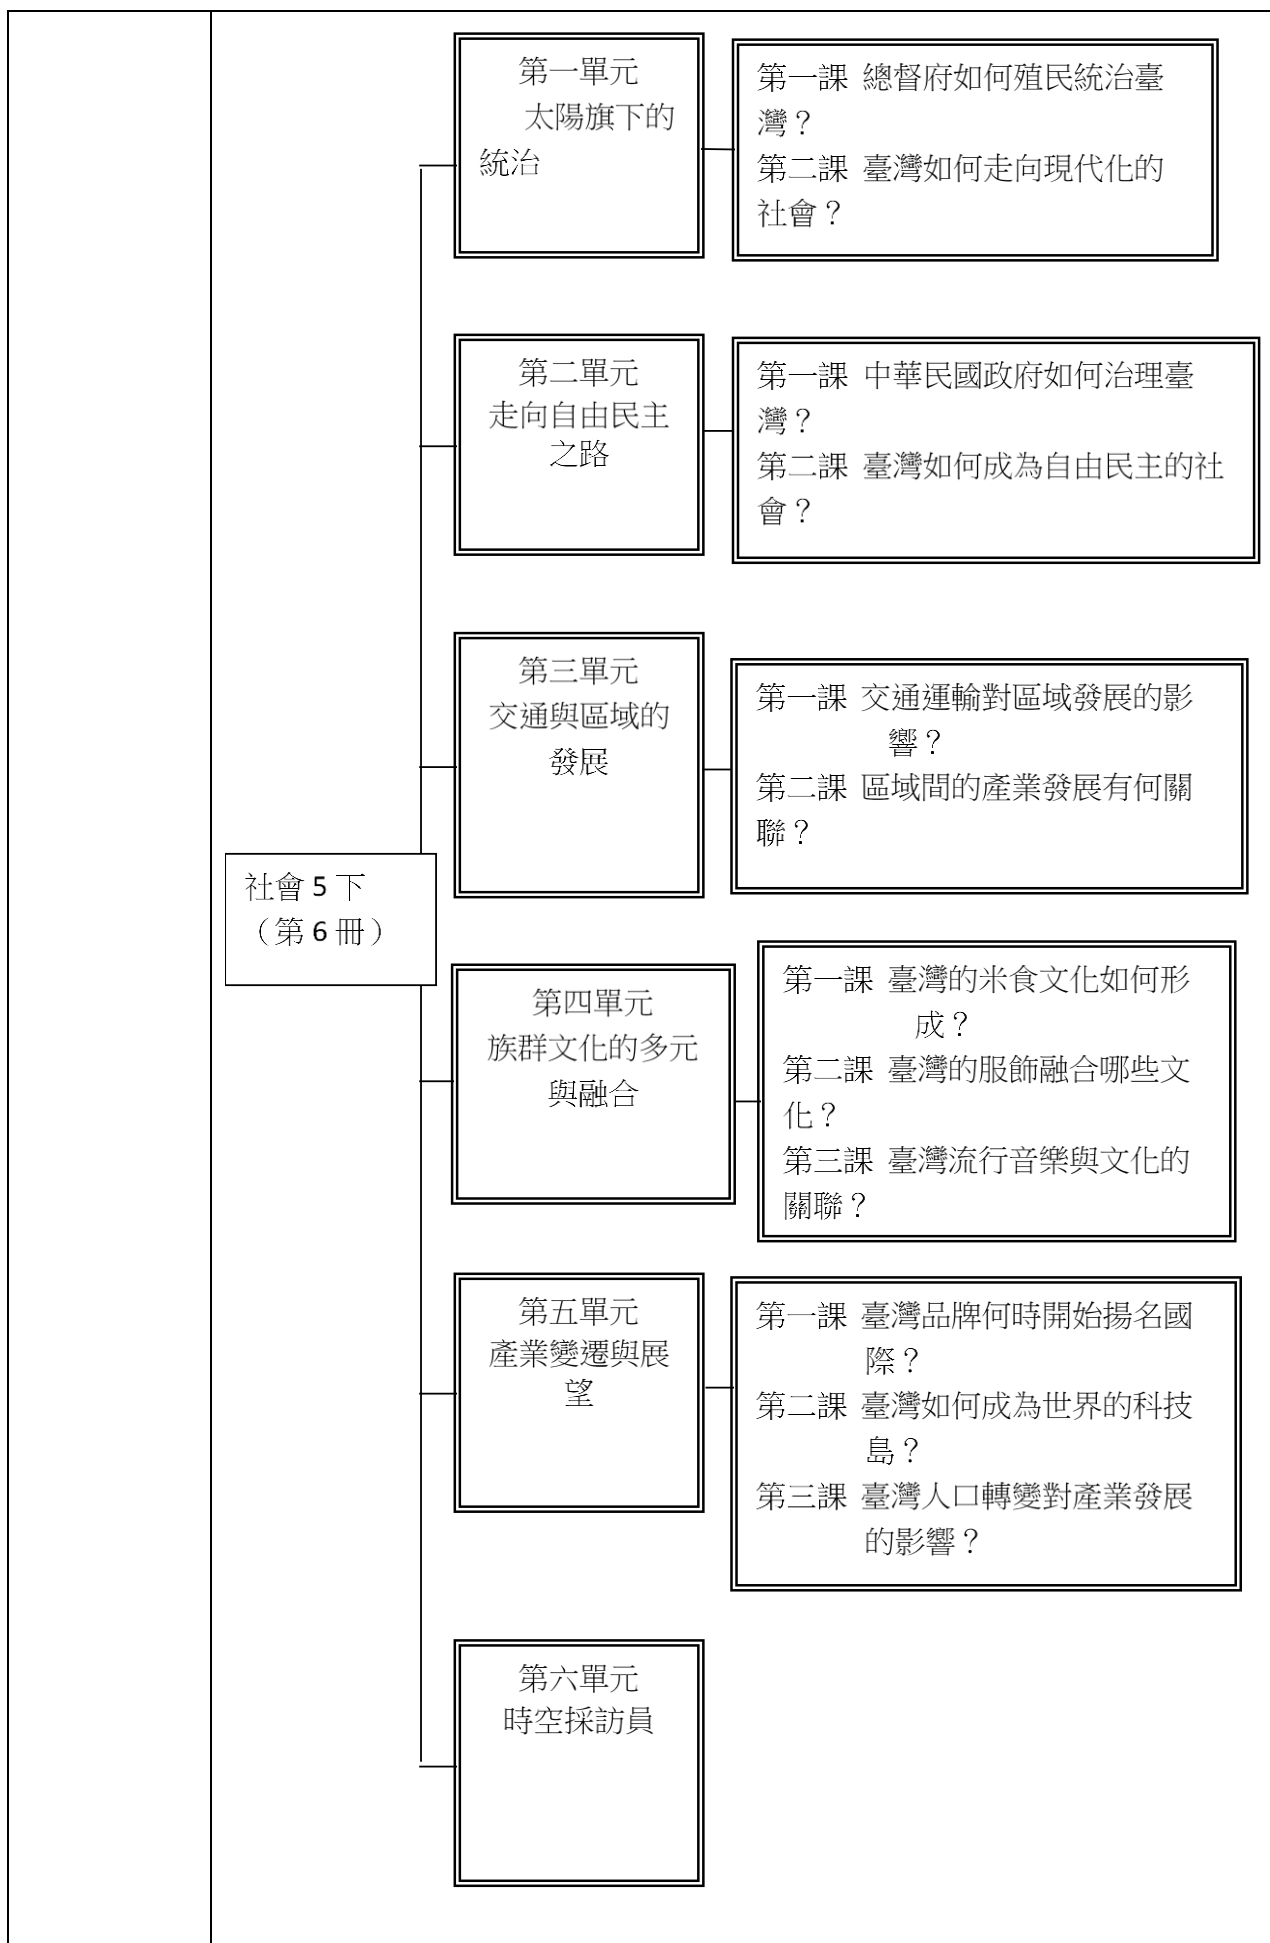 第一單元
太陽旗下的
統治
第一課 總督府如何殖民統治臺
灣？
第二課 臺灣如何走向現代化的
社會？
第二單元
走向自由民主
之路
第一課 中華民國政府如何治理臺
灣？
第二課 臺灣如何成為自由民主的社
會？
第三單元
交通與區域的
發展
第一課 交通運輸對區域發展的影
響？
第二課 區域間的產業發展有何關
聯？
社會 5 下
（第 6 冊）
第四單元
族群文化的多元
與融合
第一課 臺灣的米食文化如何形
成？
第二課 臺灣的服飾融合哪些文
化？
第三課 臺灣流行音樂與文化的
關聯？
第五單元
產業變遷與展
望
第一課 臺灣品牌何時開始揚名國
際？
第二課 臺灣如何成為世界的科技
島？
第三課 臺灣人口轉變對產業發展
的影響？
第六單元
時空採訪員